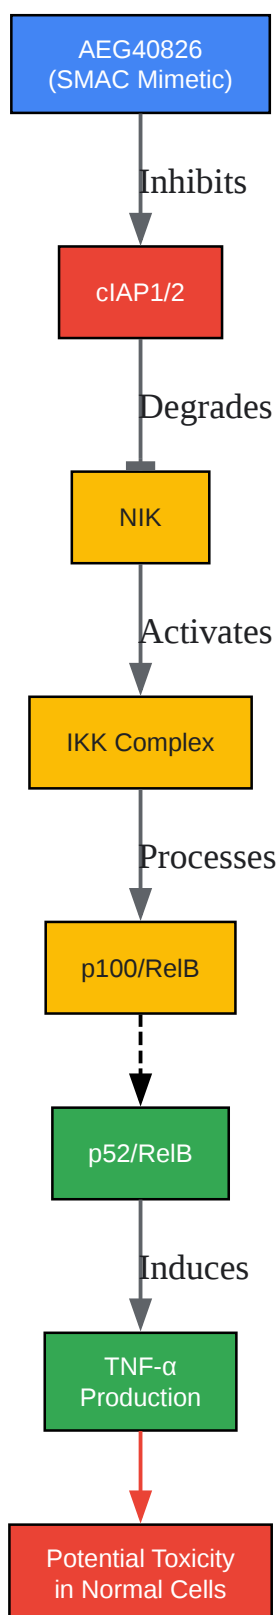 AEG40826
(SMAC Mimetic)
Inhibits
cIAP1/2
Degrades
NIK
Activates
IKK Complex
Processes
p100/RelB
p52/RelB
Induces
TNF-α
Production
Potential Toxicity
in Normal Cells